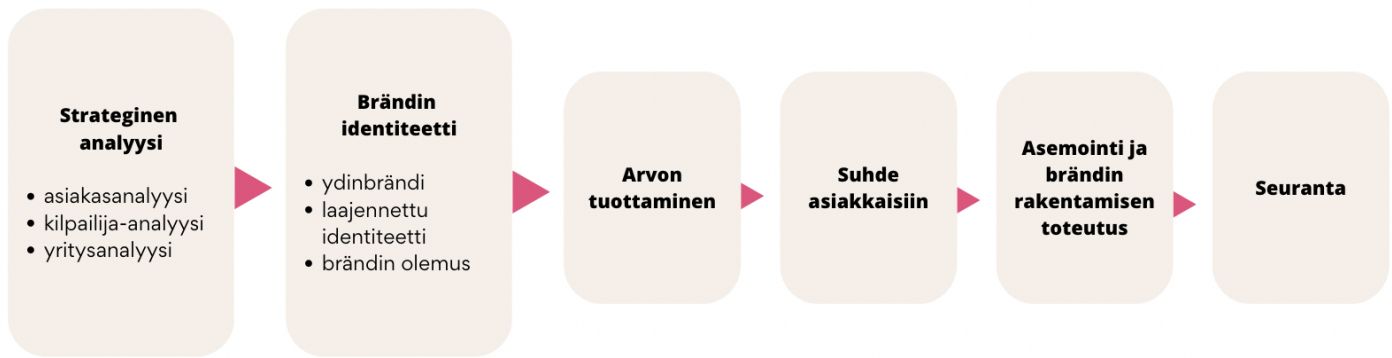 Strateginen
analyysi
• asiakasanalyysi
• kilpailija-analyysi
• yritysanalyysi
Brändin
identiteetti
• ydinbrändi
• laajennettu
identiteetti
• brändin olemus
Arvon
tuottaminen
Suhde
asiakkaisiin
Asemointi ja
brändin
rakentamisen
toteutus
Seuranta